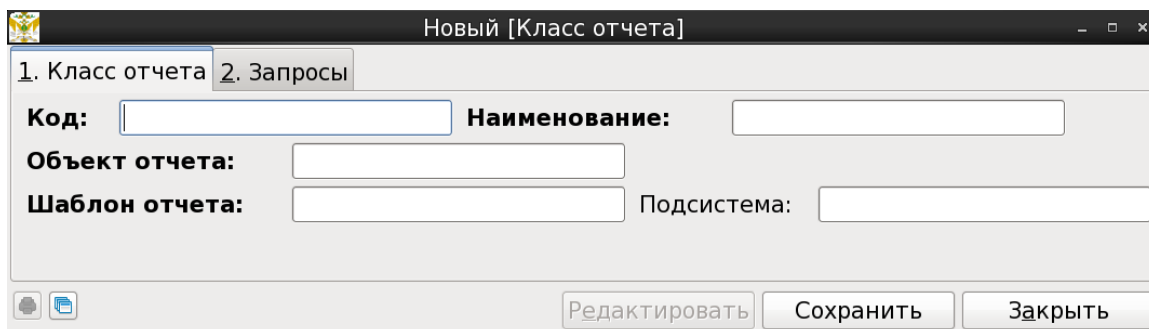 Новый [Класс отчета]
1. Класс отчета 2. Запросы
Код: Наименование:
Объект отчета:
Шаблон отчета: Подсистема:
Редактировать Сохранить Закрыть